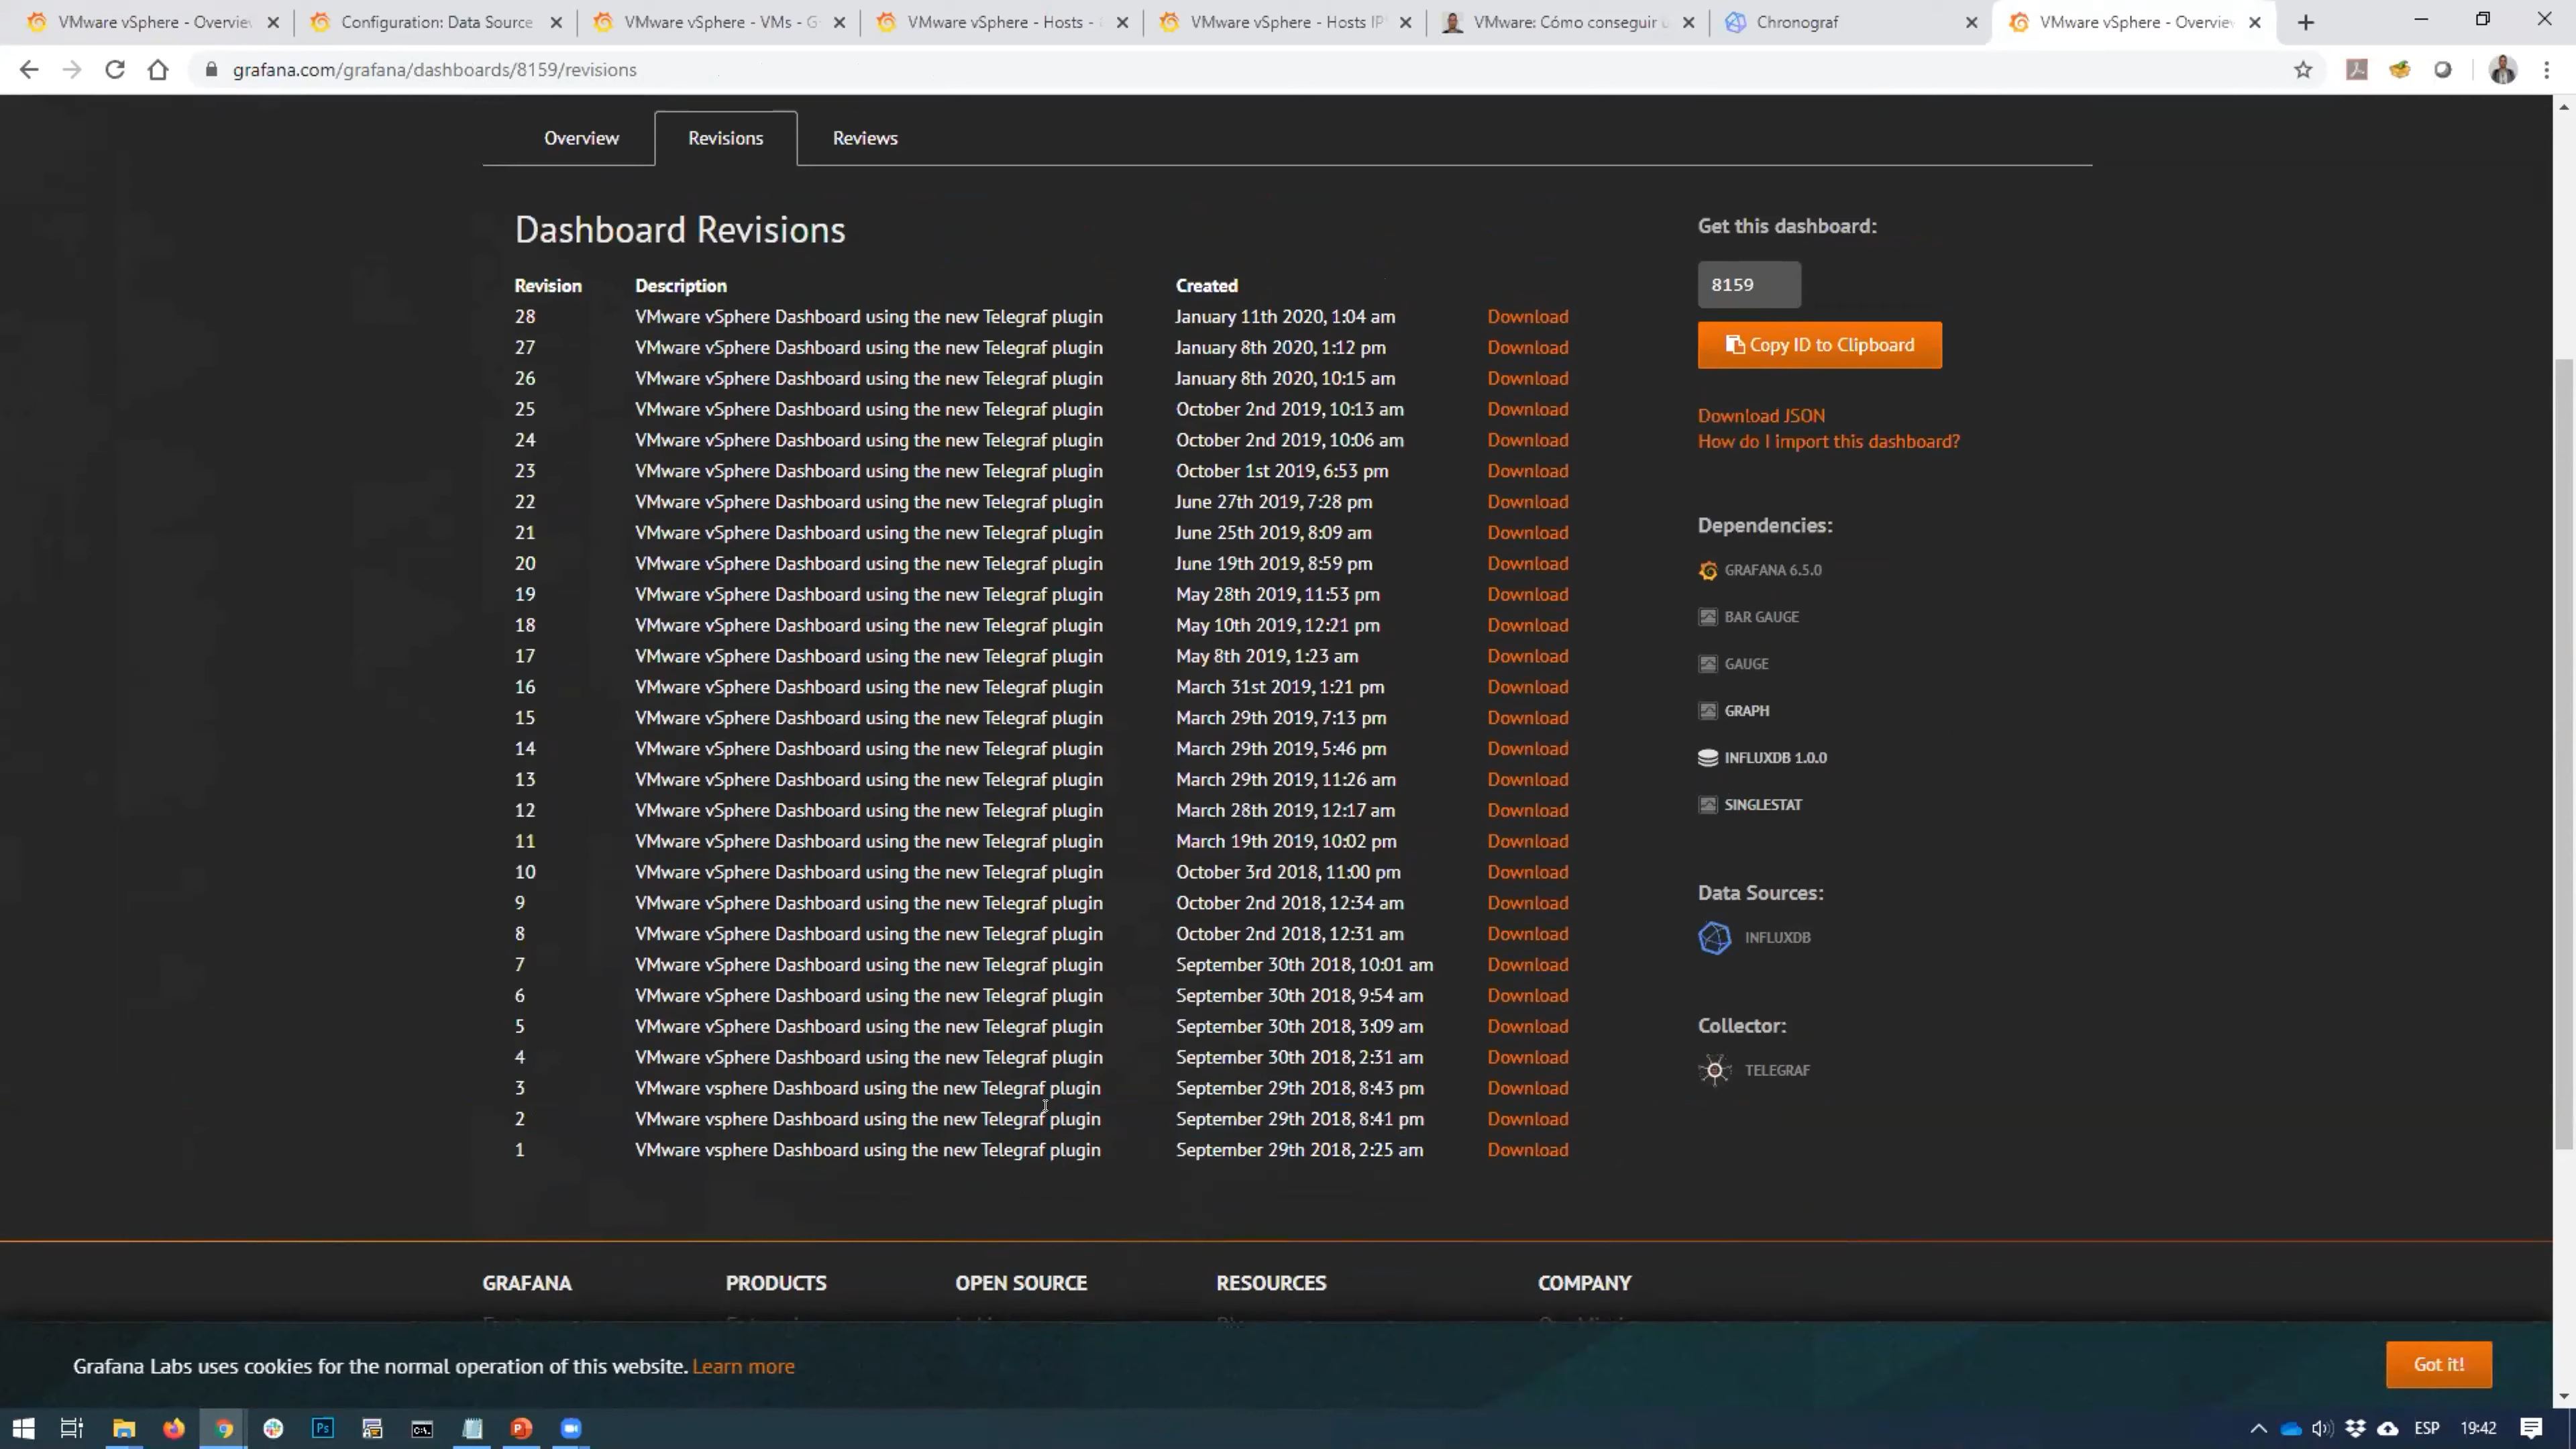 VMware vSphere - Overview
Configuration: Data Source
VMware vSphere - VMs - G
VMware vSphere - Hosts -
VMware vSphere - Hosts IP
VMware: Cómo conseguir
Chronograf
VMware vSphere - Overview
grafana.com/grafana/dashboards/8159/revisions
Overview
Revisions
Reviews
Dashboard Revisions
Revision Description Created
28 VMware vSphere Dashboard using the new Telegraf plugin January 11th 2020, 1:04 am Download
27 VMware vSphere Dashboard using the new Telegraf plugin January 8th 2020, 1:12 pm Download
26 VMware vSphere Dashboard using the new Telegraf plugin January 8th 2020, 10:15 am Download
25 VMware vSphere Dashboard using the new Telegraf plugin October 2nd 2019, 10:13 am Download
24 VMware vSphere Dashboard using the new Telegraf plugin October 2nd 2019, 10:06 am Download
23 VMware vSphere Dashboard using the new Telegraf plugin October 1st 2019, 6:53 pm Download
22 VMware vSphere Dashboard using the new Telegraf plugin June 27th 2019, 7:28 pm Download
21 VMware vSphere Dashboard using the new Telegraf plugin June 25th 2019, 8:09 am Download
20 VMware vSphere Dashboard using the new Telegraf plugin June 19th 2019, 8:59 pm Download
19 VMware vSphere Dashboard using the new Telegraf plugin May 28th 2019, 11:53 pm Download
18 VMware vSphere Dashboard using the new Telegraf plugin May 10th 2019, 12:21 pm Download
17 VMware vSphere Dashboard using the new Telegraf plugin May 8th 2019, 1:23 am Download
16 VMware vSphere Dashboard using the new Telegraf plugin March 31st 2019, 1:21 pm Download
15 VMware vSphere Dashboard using the new Telegraf plugin March 29th 2019, 7:13 pm Download
14 VMware vSphere Dashboard using the new Telegraf plugin March 29th 2019, 5:46 pm Download
13 VMware vSphere Dashboard using the new Telegraf plugin March 29th 2019, 11:26 am Download
12 VMware vSphere Dashboard using the new Telegraf plugin March 28th 2019, 12:17 am Download
11 VMware vSphere Dashboard using the new Telegraf plugin March 19th 2019, 10:02 pm Download
10 VMware vSphere Dashboard using the new Telegraf plugin October 3rd 2018, 11:00 pm Download
9 VMware vSphere Dashboard using the new Telegraf plugin October 2nd 2018, 12:34 am Download
8 VMware vSphere Dashboard using the new Telegraf plugin October 2nd 2018, 12:31 am Download
7 VMware vSphere Dashboard using the new Telegraf plugin September 30th 2018, 10:01 am Download
6 VMware vSphere Dashboard using the new Telegraf plugin September 30th 2018, 9:54 am Download
5 VMware vSphere Dashboard using the new Telegraf plugin September 30th 2018, 3:09 am Download
4 VMware vSphere Dashboard using the new Telegraf plugin September 30th 2018, 2:31 am Download
3 VMware vsphere Dashboard using the new Telegraf plugin September 29th 2018, 8:43 pm Download
2 VMware vsphere Dashboard using the new Telegraf plugin September 29th 2018, 8:41 pm Download
1 VMware vsphere Dashboard using the new Telegraf plugin September 29th 2018, 2:25 am Download
Get this dashboard:
8159
Copy ID to Clipboard
Download JSON
How do I import this dashboard?
Dependencies:
GRAFANA 6.5.0
BAR GAUGE
GAUGE
GRAPH
INFLUXDB 1.0.0
SINGLESTAT
Data Sources:
INFLUXDB
Collector:
TELEGRAF
GRAFANA
PRODUCTS
OPEN SOURCE
RESOURCES
COMPANY
Grafana Labs uses cookies for the normal operation of this website. Learn more
Got it!
Ps
ESP
19:42